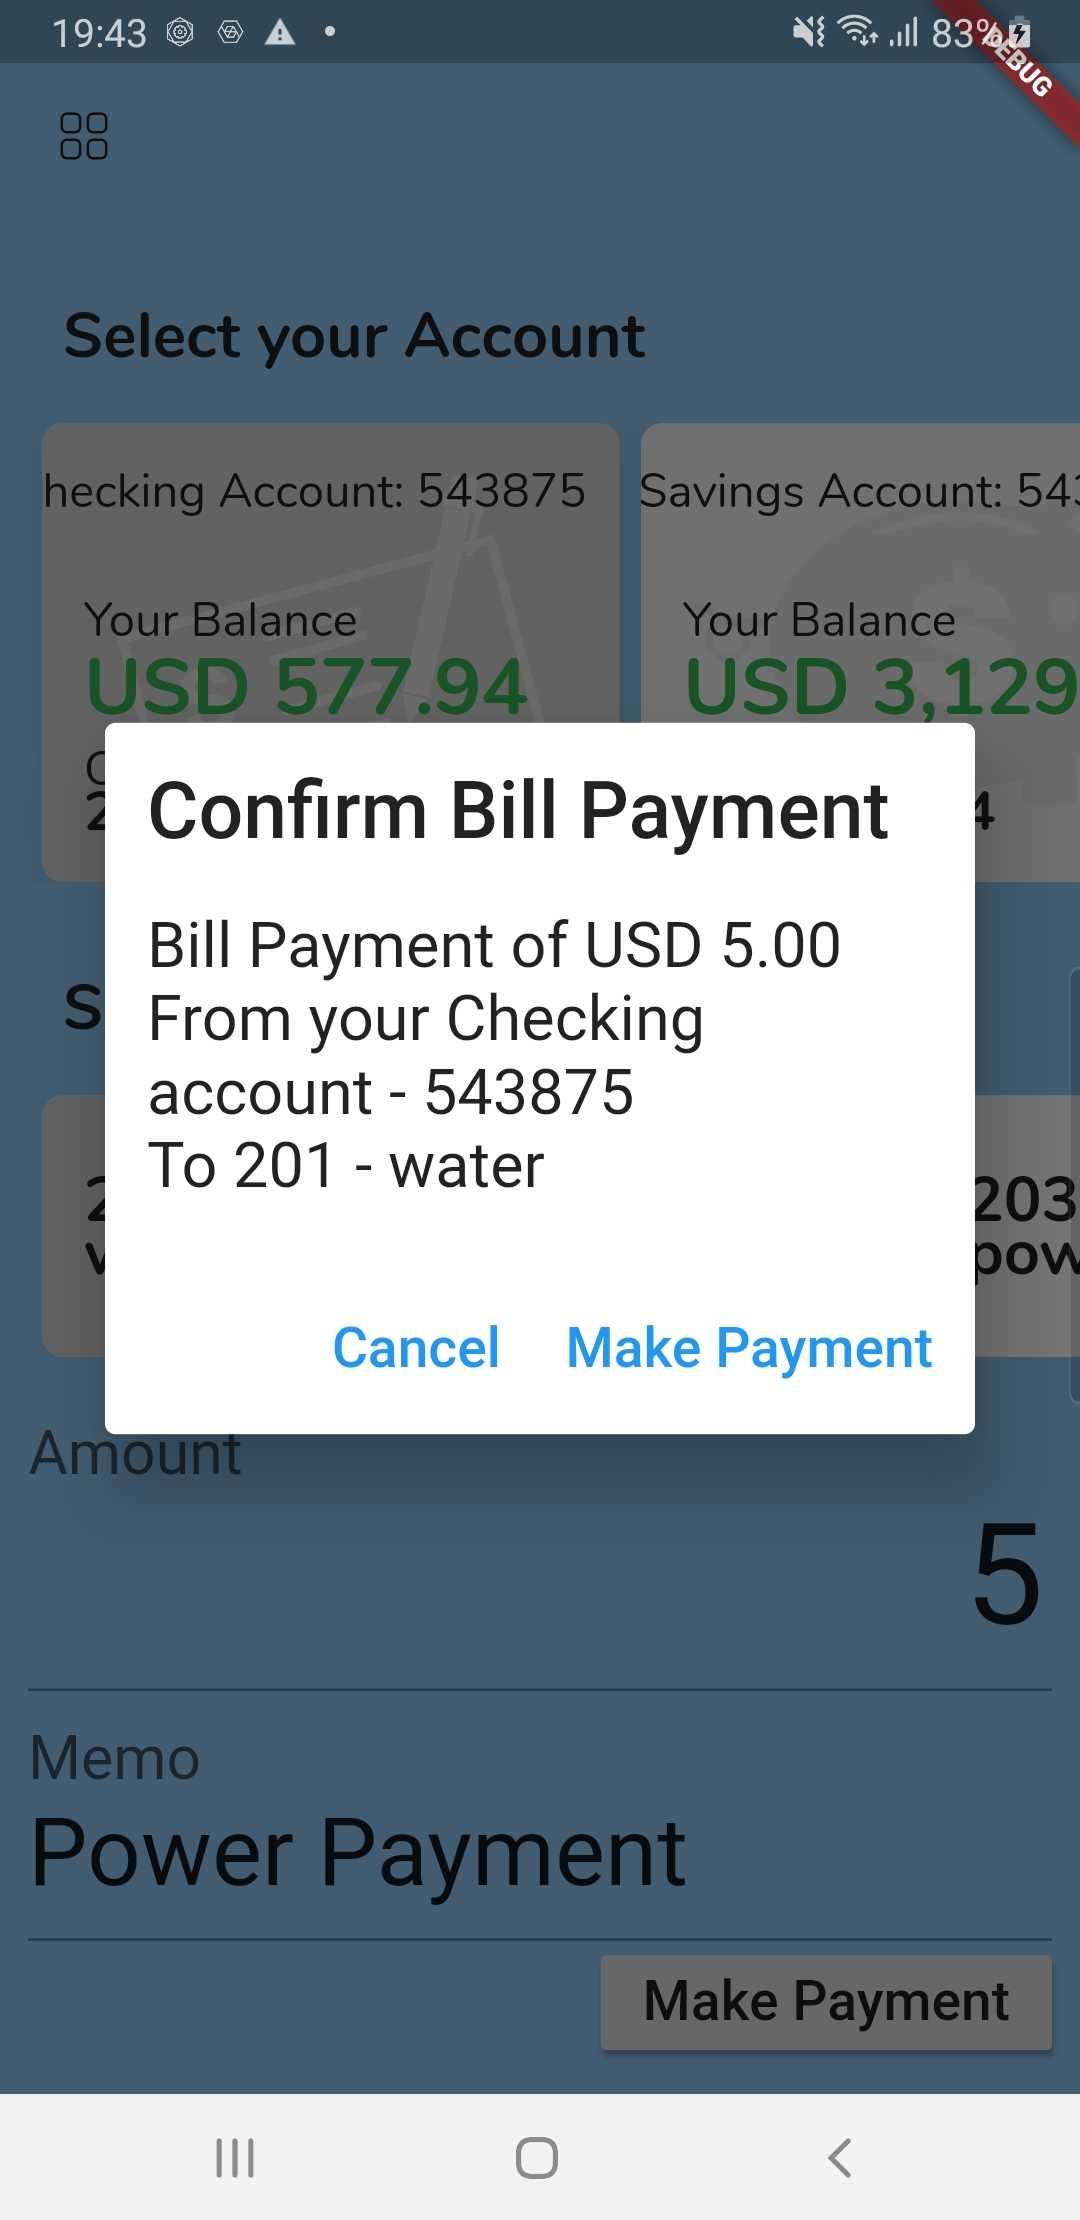 19:43
83%
DEBUG
Select your Account
hecking Account: 543875
Savings Account: 543
Your Balance
Your Balance
USD 577.94
USD 3,129
Confirm Bill Payment
Bill Payment of USD 5.00
From your Checking
account - 543875
To 201 - water
203
pow
Cancel
Make Payment
Amount
5
Memo
Power Payment
Make Payment